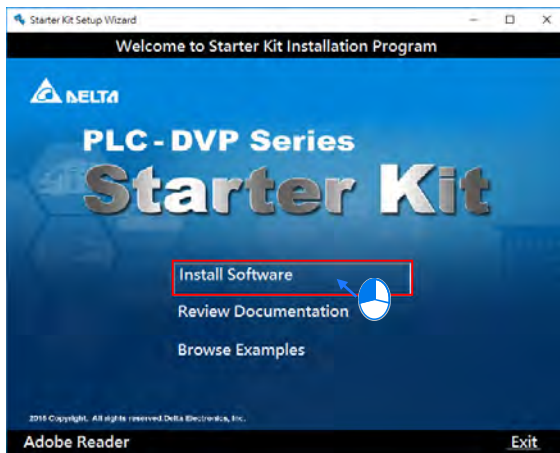 Starter Kit Setup Wizard
Welcome to Starter Kit Installation Program
DELTA
PLC-DVP Series
Starter Kit
Install Software
Review Documentation
Browse Examples
2015 Copyright. All rights reserved.Delta Electronics, Inc.
Adobe Reader Exit